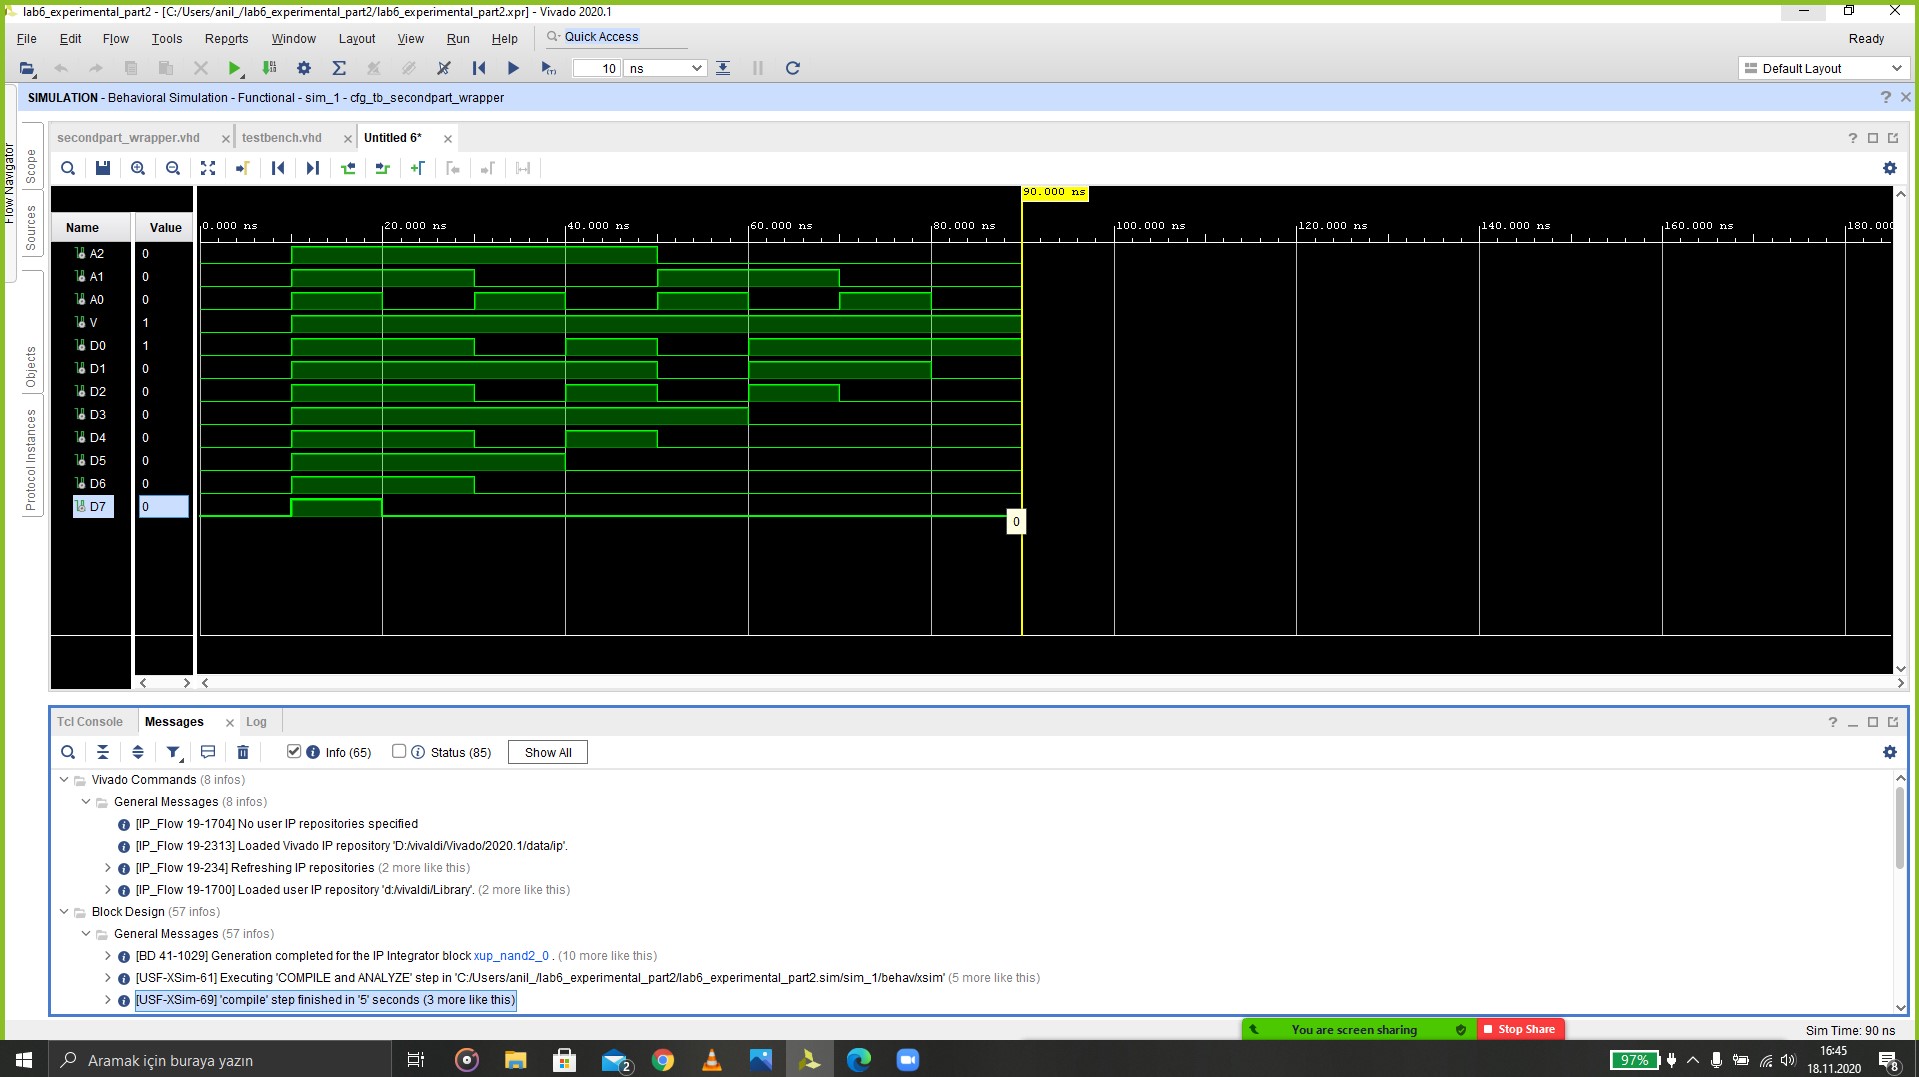 lab6_experimental_part2 - [C:/Users/anil_/lab6_experimental_part2/lab6_experimental_part2.xpr] - Vivado 2020.1
File Edit Flow Tools Reports Window Layout View Run Help Quick Access Ready
10 ns Default Layout
SIMULATION - Behavioral Simulation - Functional - sim_1 - cfg_tb_secondpart_wrapper
Flow Navigator
Scope
Sources
Objects
Protocol Instances
secondpart_wrapper.vhd testbench.vhd Untitled 6*
90.000 ns
Name Value 0.000 ns 20.000 ns 40.000 ns 60.000 ns 80.000 ns 100.000 ns 120.000 ns 140.000 ns 160.000 ns 180.000
A2 0
A1 0
A0 0
V 1
D0 1
D1 0
D2 0
D3 0
D4 0
D5 0
D6 0
D7 0
0
Tcl Console Messages Log
Info (65) Status (85) Show All
Vivado Commands (8 infos)
General Messages (8 infos)
[IP_Flow 19-1704] No user IP repositories specified
[IP_Flow 19-2313] Loaded Vivado IP repository 'D:/vivaldi/Vivado/2020.1/data/ip'.
[IP_Flow 19-234] Refreshing IP repositories (2 more like this)
[IP_Flow 19-1700] Loaded user IP repository 'd:/vivaldi/Library'. (2 more like this)
Block Design (57 infos)
General Messages (57 infos)
[BD 41-1029] Generation completed for the IP Integrator block xup_nand2_0 . (10 more like this)
[USF-XSim-61] Executing 'COMPILE and ANALYZE' step in 'C:/Users/anil_/lab6_experimental_part2/lab6_experimental_part2.sim/sim_1/behav/xsim' (5 more like this)
[USF-XSim-69] 'compile' step finished in '5' seconds (3 more like this)
You are screen sharing Stop Share
Sim Time: 90 ns
Aramak için buraya yazın
2
97%
16:45
18.11.2020
8